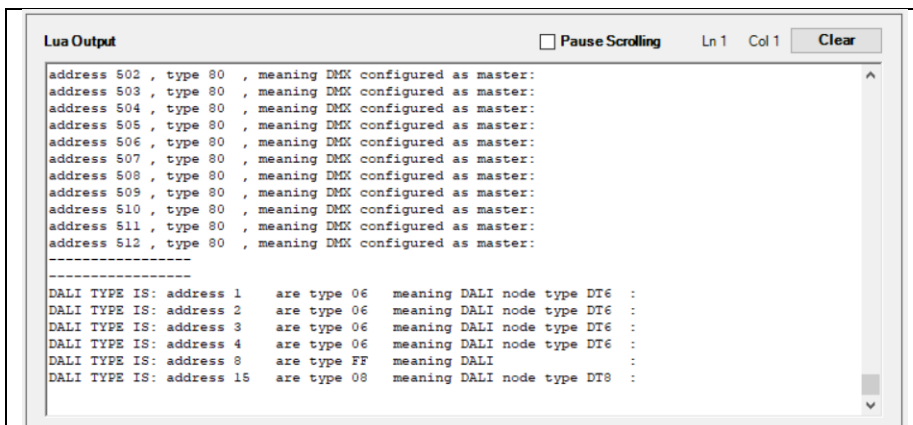 Lua Output Pause Scrolling Ln 1 Col 1 Clear
address 502 , type 80  , meaning DMX configured as master:
address 503 , type 80  , meaning DMX configured as master:
address 504 , type 80  , meaning DMX configured as master:
address 505 , type 80  , meaning DMX configured as master:
address 506 , type 80  , meaning DMX configured as master:
address 507 , type 80  , meaning DMX configured as master:
address 508 , type 80  , meaning DMX configured as master:
address 509 , type 80  , meaning DMX configured as master:
address 510 , type 80  , meaning DMX configured as master:
address 511 , type 80  , meaning DMX configured as master:
address 512 , type 80  , meaning DMX configured as master:
-----------------
-----------------
DALI TYPE IS: address 1    are type 06   meaning DALI node type DT6  :
DALI TYPE IS: address 2    are type 06   meaning DALI node type DT6  :
DALI TYPE IS: address 3    are type 06   meaning DALI node type DT6  :
DALI TYPE IS: address 4    are type 06   meaning DALI node type DT6  :
DALI TYPE IS: address 8    are type FF   meaning DALI                :
DALI TYPE IS: address 15   are type 08   meaning DALI node type DT8  :